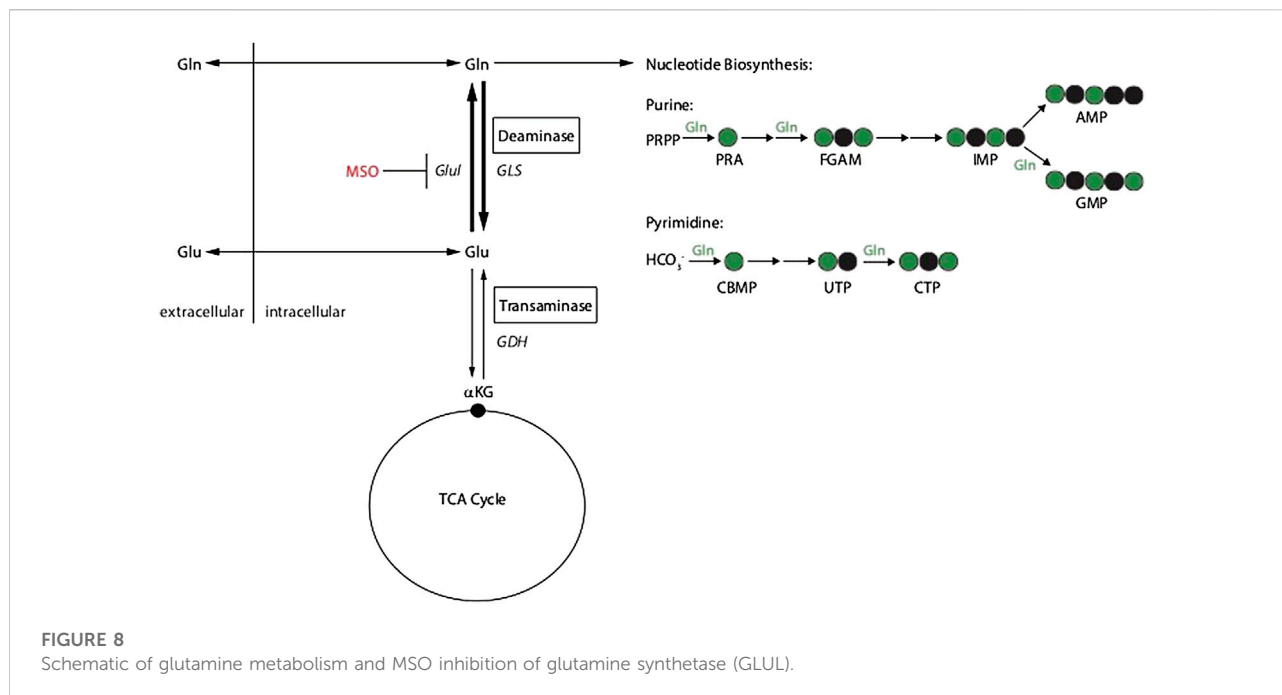 Gln
Gln
Nucleotide Biosynthesis:
Purine:
PRPP
Gln
PRA
Gln
FGAM
IMP
AMP
Gln
GMP
Deaminase
MSO
Glul
GLS
Pyrimidine:
HCO₃⁻
Gln
CBMP
UTP
Gln
CTP
Glu
Glu
extracellular
intracellular
Transaminase
GDH
αKG
TCA Cycle
FIGURE 8
Schematic of glutamine metabolism and MSO inhibition of glutamine synthetase (GLUL).